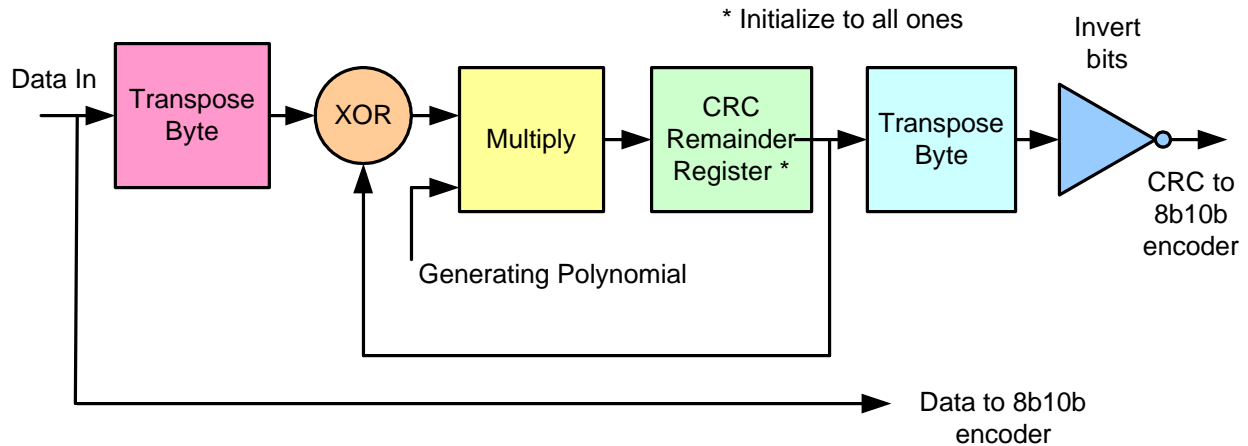 * Initialize to all ones
Invert
bits
Data In
Transpose
Byte
XOR
Multiply
CRC
Remainder
Register *
Transpose
Byte
CRC to
8b10b
encoder
Generating Polynomial
Data to 8b10b
encoder